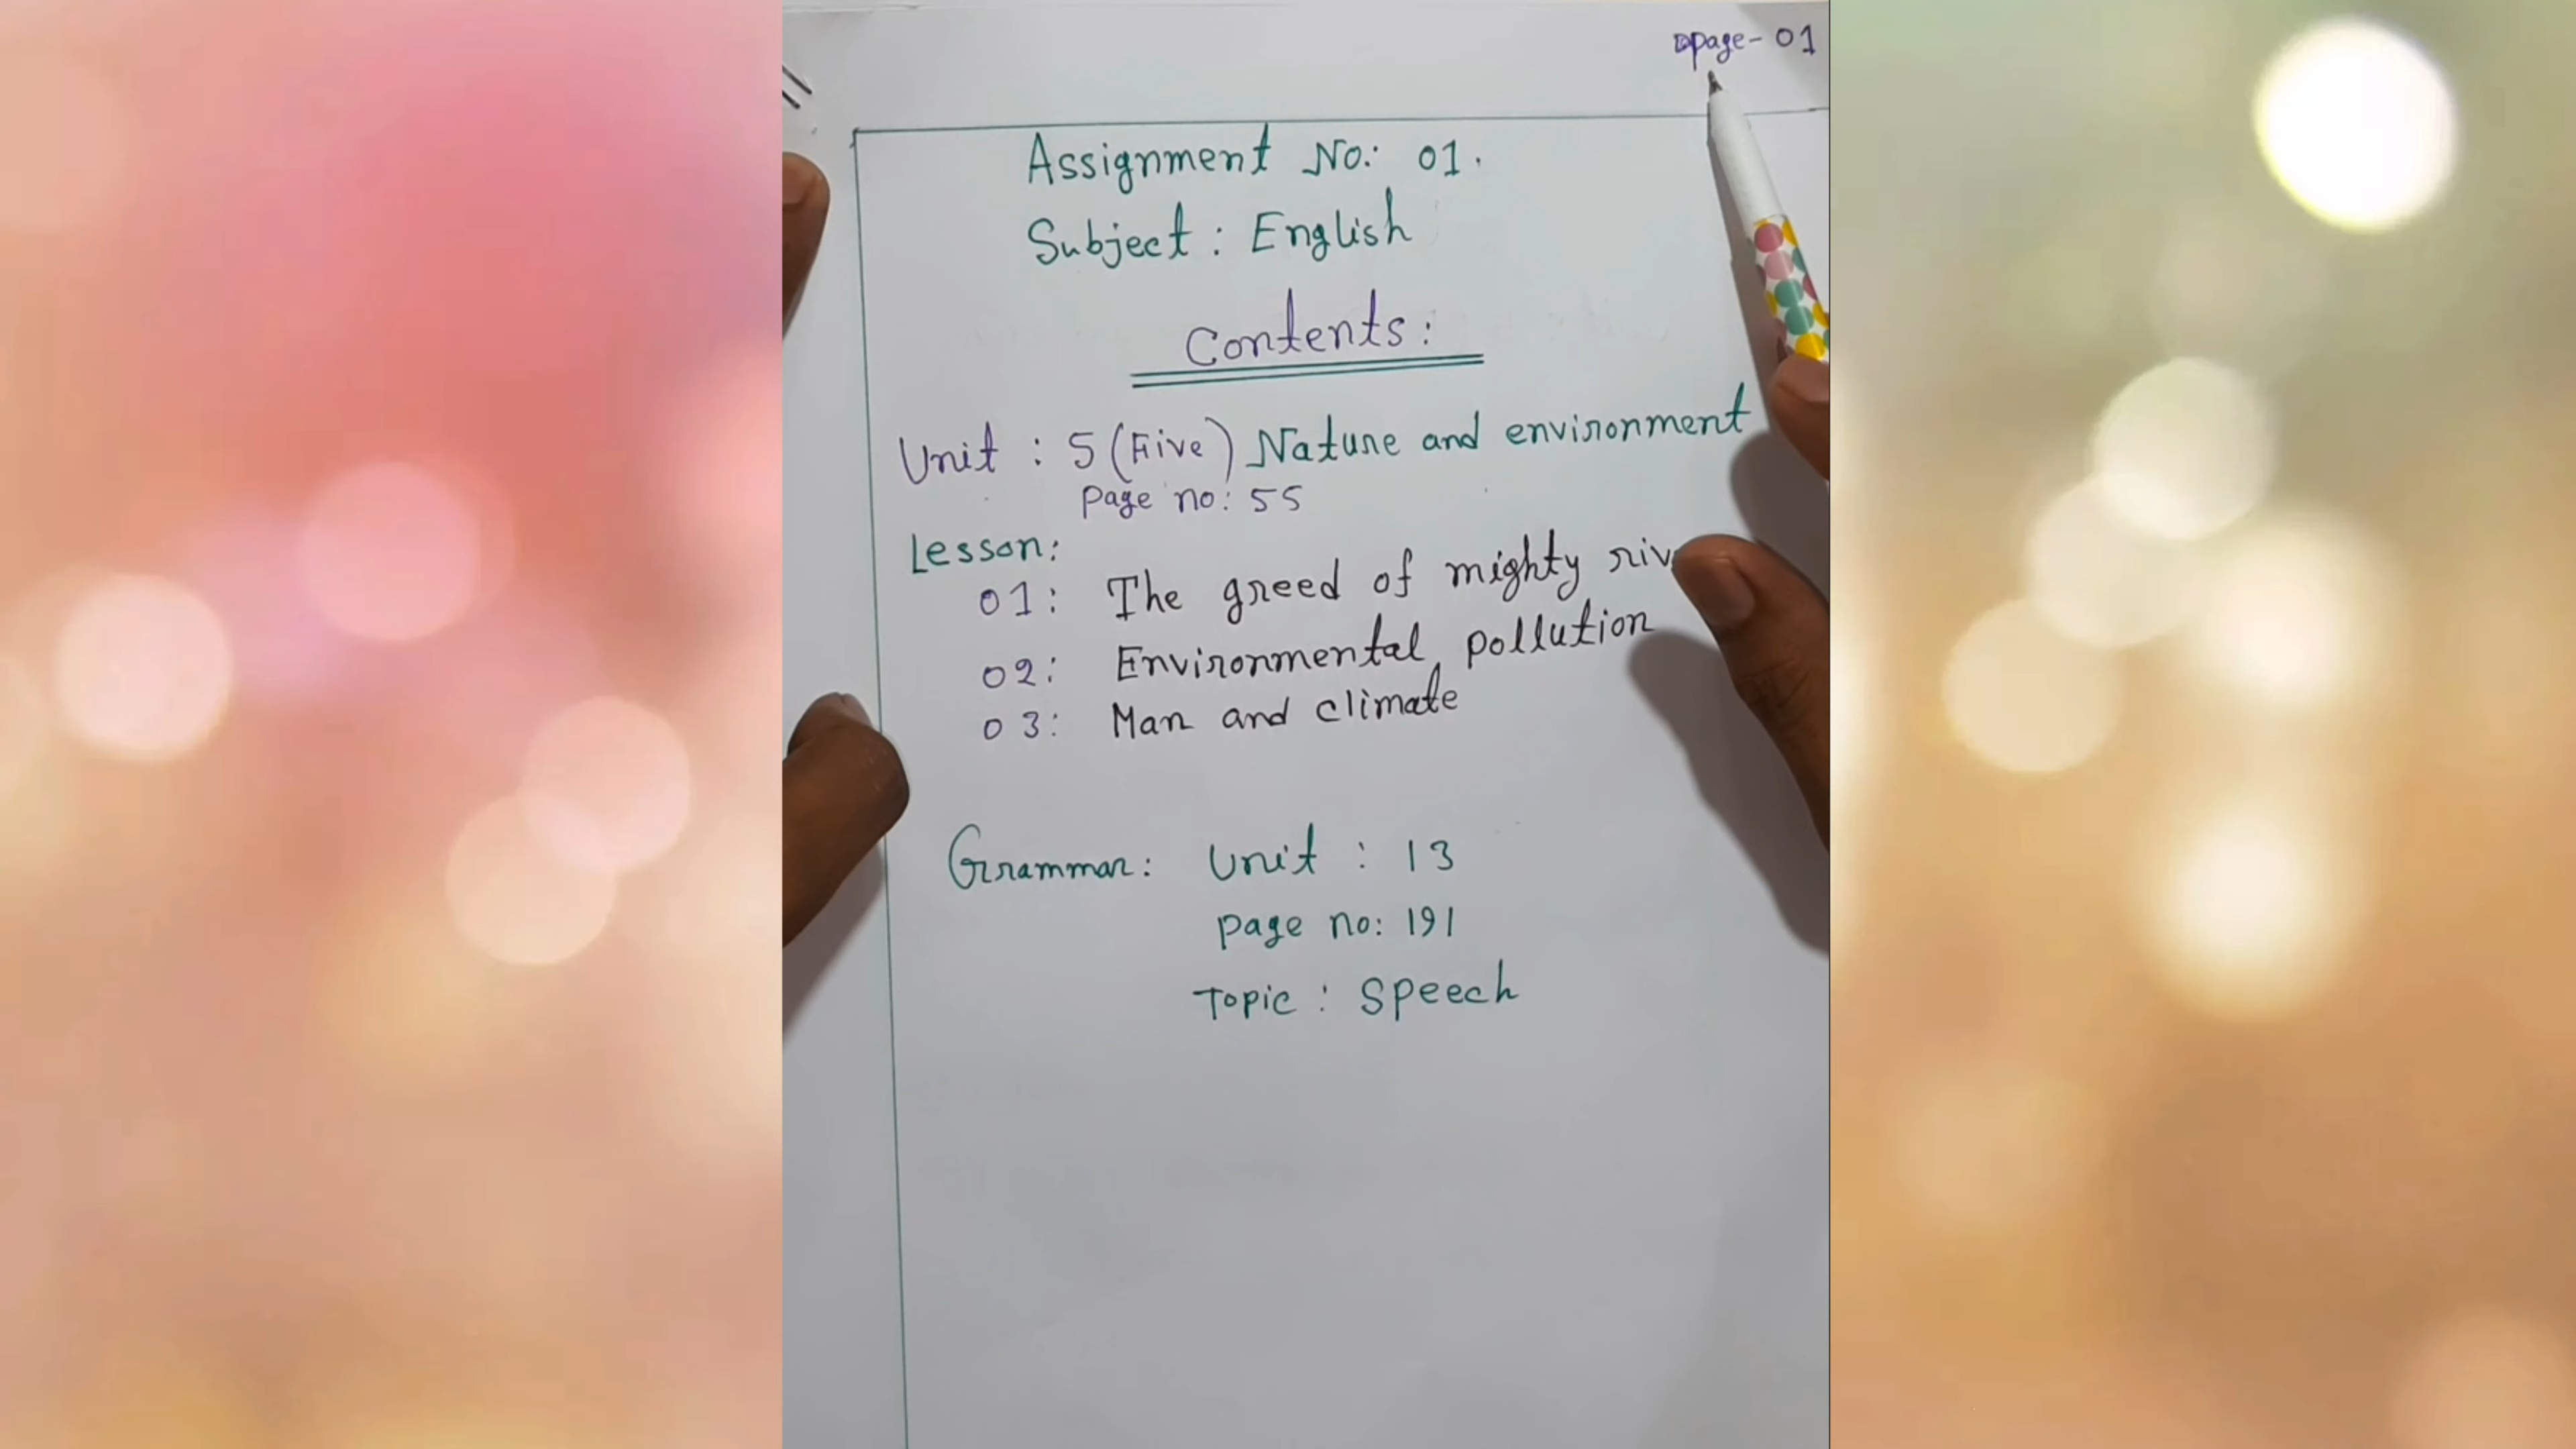 page- 01
Assignment No: 01.
Subject: English
Contents:
Unit : 5 (Five) Nature and environment
Page no: 55
Lesson:
01: The greed of mighty riv
02: Environmental pollution
03: Man and climate
Grammar: Unit : 13
page no: 191
Topic : Speech